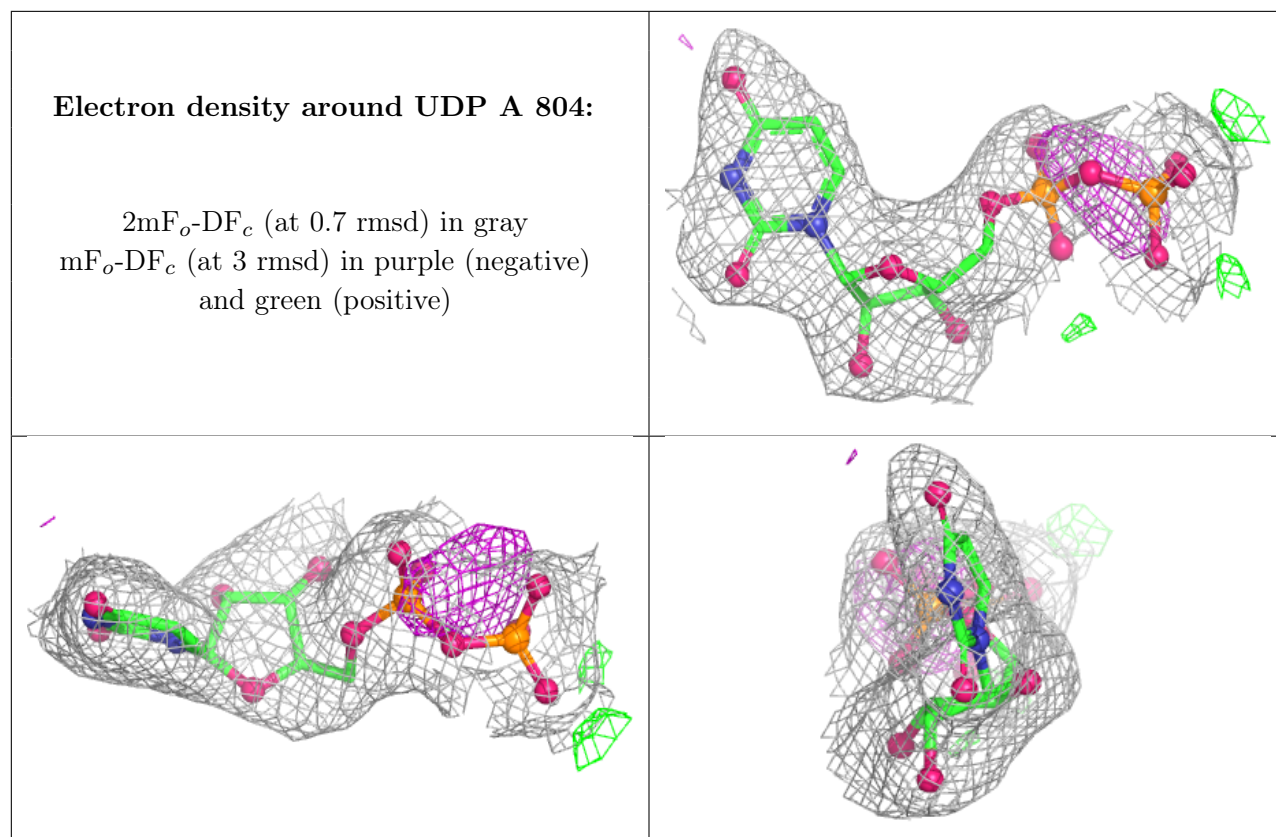 Electron density around UDP A 804:
2mFₒ-DF𝑐 (at 0.7 rmsd) in gray
mFₒ-DF𝑐 (at 3 rmsd) in purple (negative)
and green (positive)